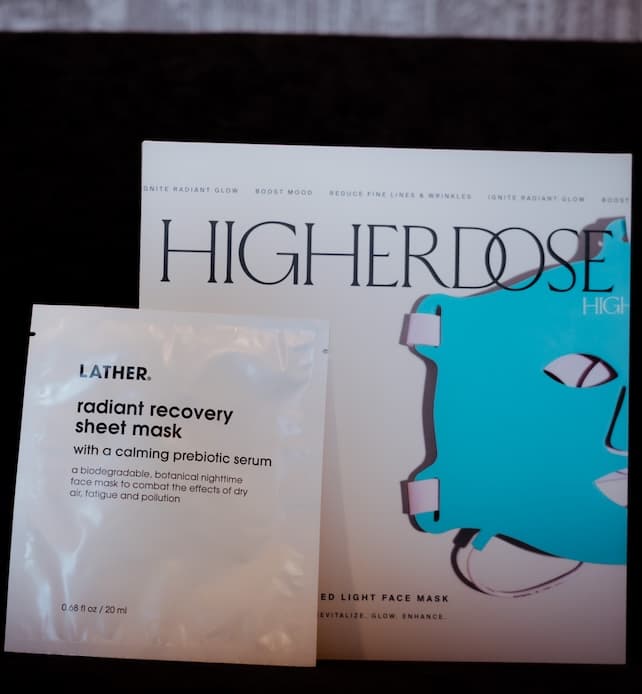 GNITE RADIANT GLOW BOOST MOOD REDUCE FINE LINES & WRINKLES IGNITE RADIANT GLOW BOOST
HIGHERDOSE
HIGH
LATHER.
radiant recovery
sheet mask
with a calming prebiotic serum
a biodegradable, botanical nighttime
face mask to combat the effects of dry
air, fatigue and pollution
0.68 fl oz / 20 ml
ED LIGHT FACE MASK
EVITALIZE. GLOW. ENHANCE.